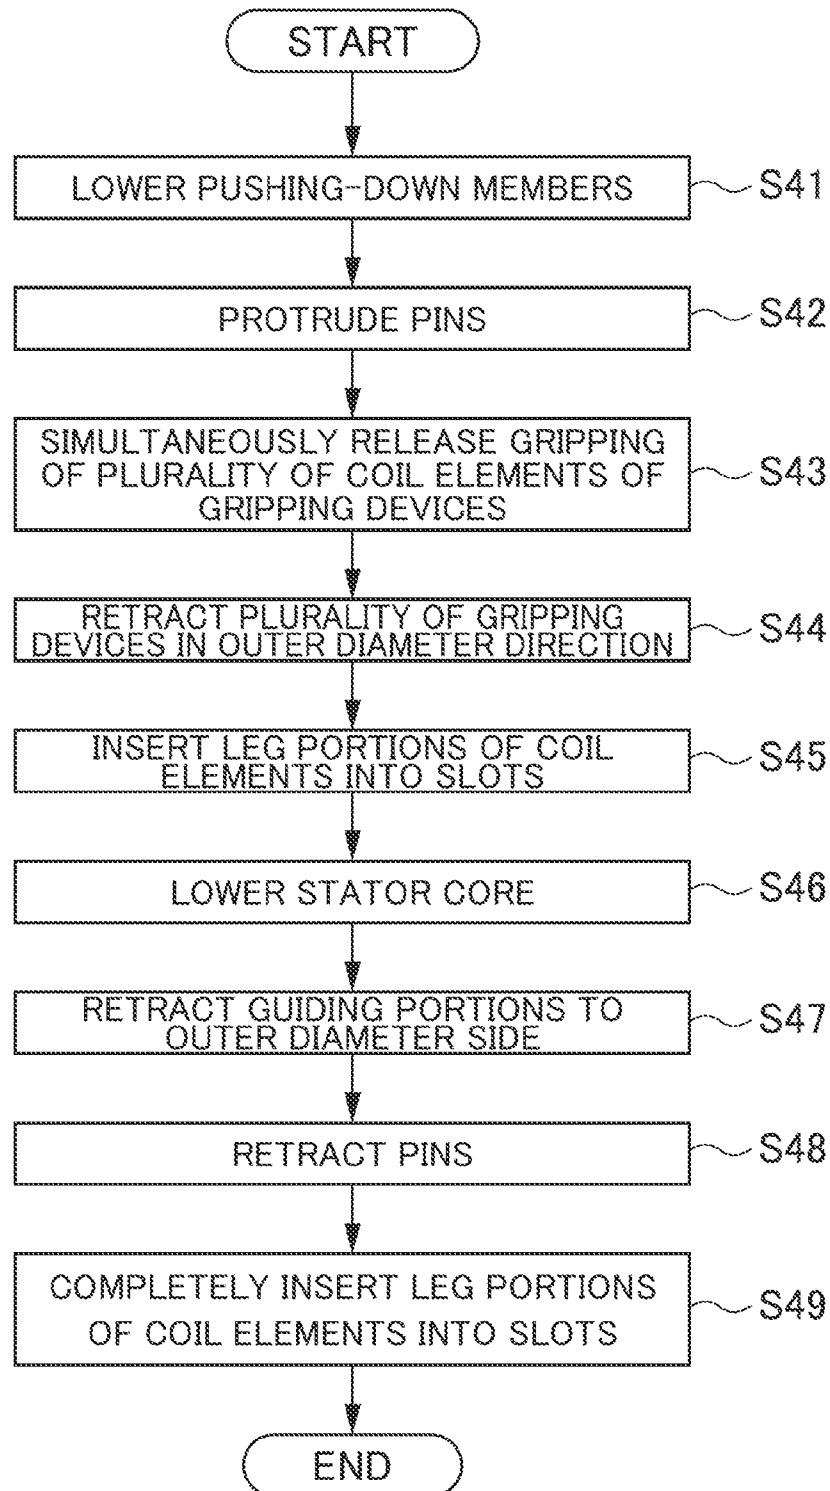 START
LOWER PUSHING-DOWN MEMBERS
S41
PROTRUDE PINS
S42
SIMULTANEOUSLY RELEASE GRIPPING
OF PLURALITY OF COIL ELEMENTS OF
GRIPPING DEVICES
S43
RETRACT PLURALITY OF GRIPPING
DEVICES IN OUTER DIAMETER DIRECTION
S44
INSERT LEG PORTIONS OF COIL
ELEMENTS INTO SLOTS
S45
LOWER STATOR CORE
S46
RETRACT GUIDING PORTIONS TO
OUTER DIAMETER SIDE
S47
RETRACT PINS
S48
COMPLETELY INSERT LEG PORTIONS
OF COIL ELEMENTS INTO SLOTS
S49
END